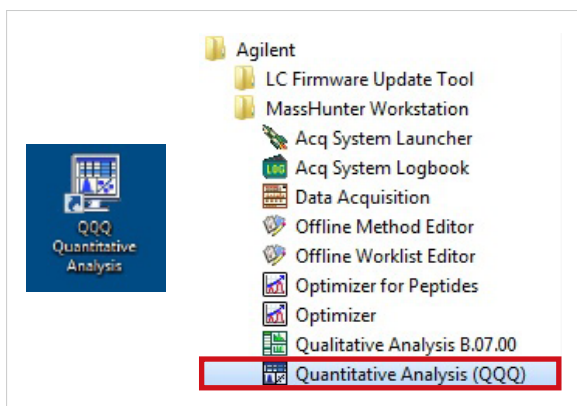 QQQ
Quantitative
Analysis
Agilent
LC Firmware Update Tool
MassHunter Workstation
Acq System Launcher
LOG
Acq System Logbook
Data Acquisition
Offline Method Editor
Offline Worklist Editor
Optimizer for Peptides
Optimizer
Qualitative Analysis B.07.00
Quantitative Analysis (QQQ)